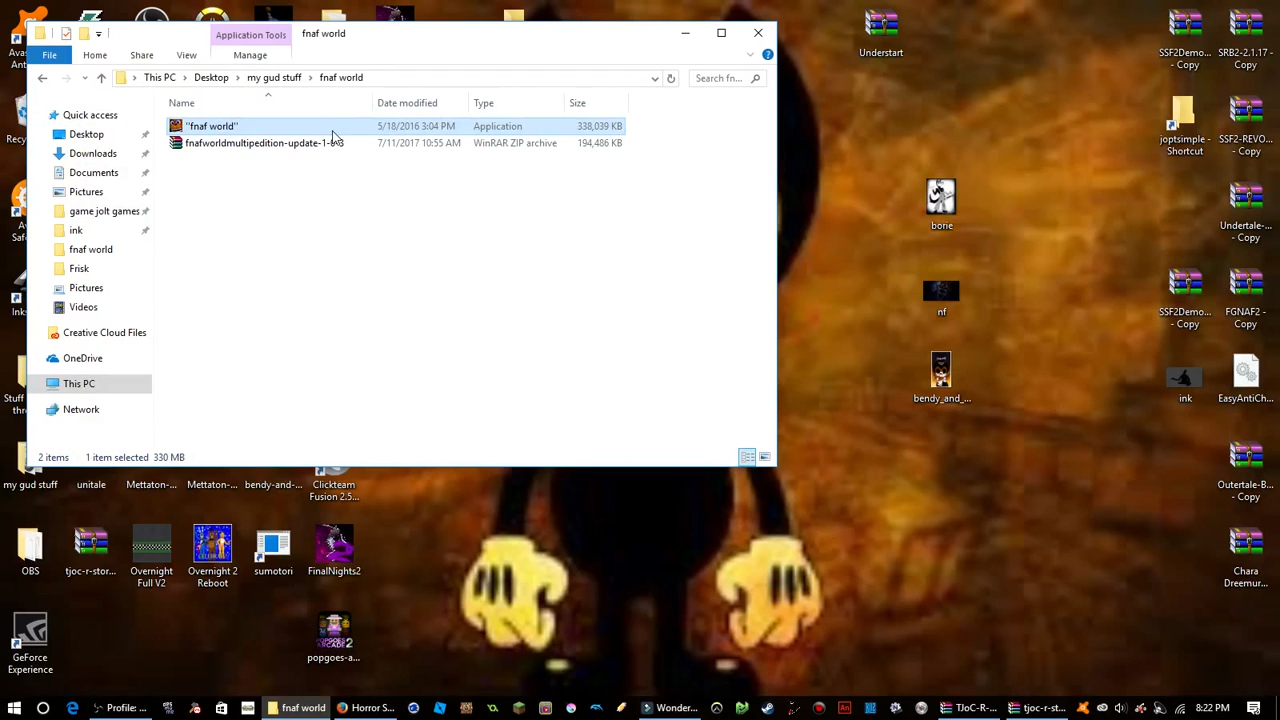 Application Tools
fnaf world
File
Home
Share
View
Manage
This PC
Desktop
my gud stuff
fnaf world
Search fn...
Name
Date modified
Type
Size
Quick access
Desktop
Downloads
Documents
Pictures
game jolt games
ink
fnaf world
Frisk
Pictures
Videos
Creative Cloud Files
OneDrive
This PC
Network
"fnaf world"
5/18/2016 3:04 PM
Application
338,039 KB
fnafworldmultipedition-update-1-
7/11/2017 10:55 AM
WinRAR ZIP archive
194,486 KB
2 items
1 item selected
330 MB
Understart
SSF2Demo...
- Copy
SRB2-2.1.17
- Copy
joptsimple -
Shortcut
SSF2-REVO...
- Copy
borie
Undertale-...
- Copy
nf
SSF2Demo...
- Copy
FGNAF2 -
Copy
bendy_and_...
ink
EasyAntiCh...
Outertale-B...
- Copy
Chara
Dreemur...
my gud stuff
unitale
Mettaton-...
Mettaton-...
bendy-and-...
Clickteam
Fusion 2.5...
OBS
tjoc-r-stor...
Overnight
Full V2
Overnight 2
Reboot
sumotori
FinalNights2
GeForce
Experience
popgoes-a...
Profile: ...
fnaf world
Horror S...
Wonder...
TJoC-R-...
tjoc-r-st...
8:22 PM